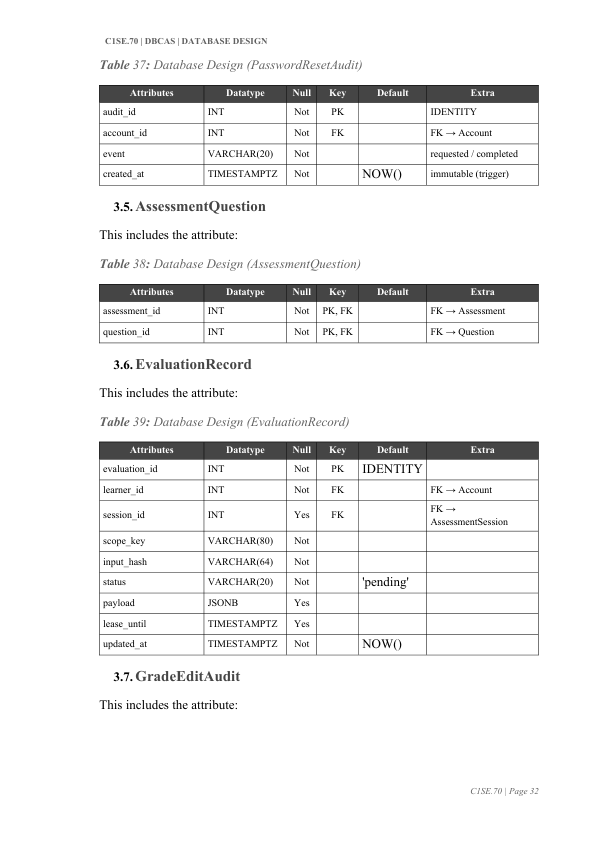 C1SE.70 | DBCAS | DATABASE DESIGN
Table 37: Database Design (PasswordResetAudit)
Attributes Datatype Null Key Default Extra
audit_id INT Not PK IDENTITY
account_id INT Not FK FK → Account
event VARCHAR(20) Not requested / completed
created_at TIMESTAMPTZ Not NOW() immutable (trigger)
3.5. AssessmentQuestion
This includes the attribute:
Table 38: Database Design (AssessmentQuestion)
Attributes Datatype Null Key Default Extra
assessment_id INT Not PK, FK FK → Assessment
question_id INT Not PK, FK FK → Question
3.6. EvaluationRecord
This includes the attribute:
Table 39: Database Design (EvaluationRecord)
Attributes Datatype Null Key Default Extra
evaluation_id INT Not PK IDENTITY
learner_id INT Not FK FK → Account
session_id INT Yes FK FK →
AssessmentSession
scope_key VARCHAR(80) Not
input_hash VARCHAR(64) Not
status VARCHAR(20) Not 'pending'
payload JSONB Yes
lease_until TIMESTAMPTZ Yes
updated_at TIMESTAMPTZ Not NOW()
3.7. GradeEditAudit
This includes the attribute:
C1SE.70 | Page 32